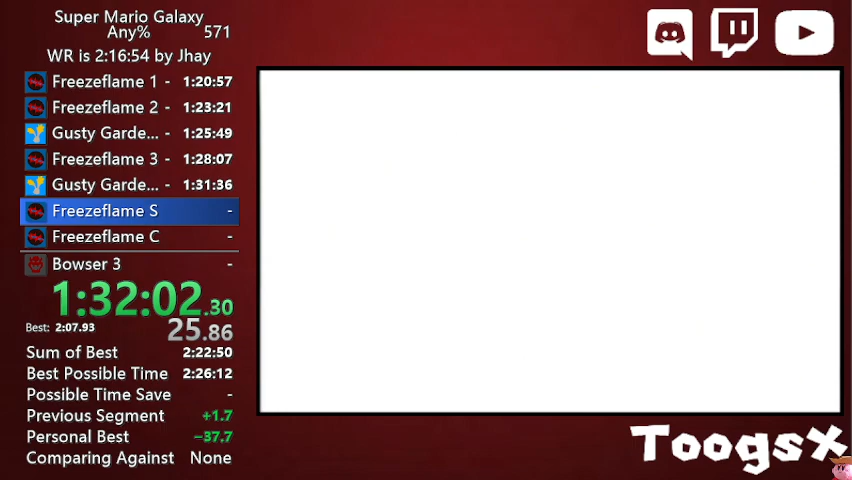 Super Mario Galaxy
Any% 571
WR is 2:16:54 by Jhay
Freezeflame 1 - 1:20:57
Freezeflame 2 - 1:23:21
Gusty Garde... - 1:25:49
Freezeflame 3 - 1:28:07
Gusty Garde... - 1:31:36
Freezeflame S -
Freezeflame C -
Bowser 3 -
1:32:02.30
Best: 2:07.93 25.86
Sum of Best 2:22:50
Best Possible Time 2:26:12
Possible Time Save -
Previous Segment +1.7
Personal Best −37.7
Comparing Against None
ToogsX